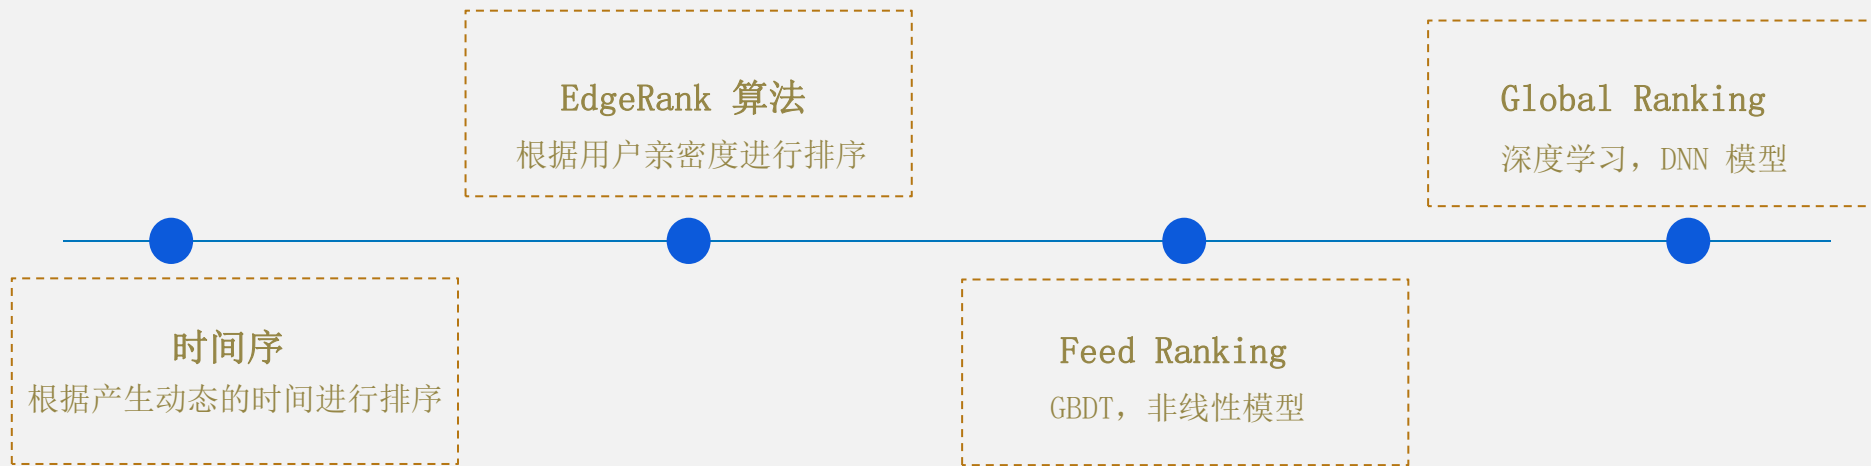 时间序
根据产生动态的时间进行排序
EdgeRank 算法
根据用户亲密度进行排序
Feed Ranking
GBDT，非线性模型
Global Ranking
深度学习，DNN 模型